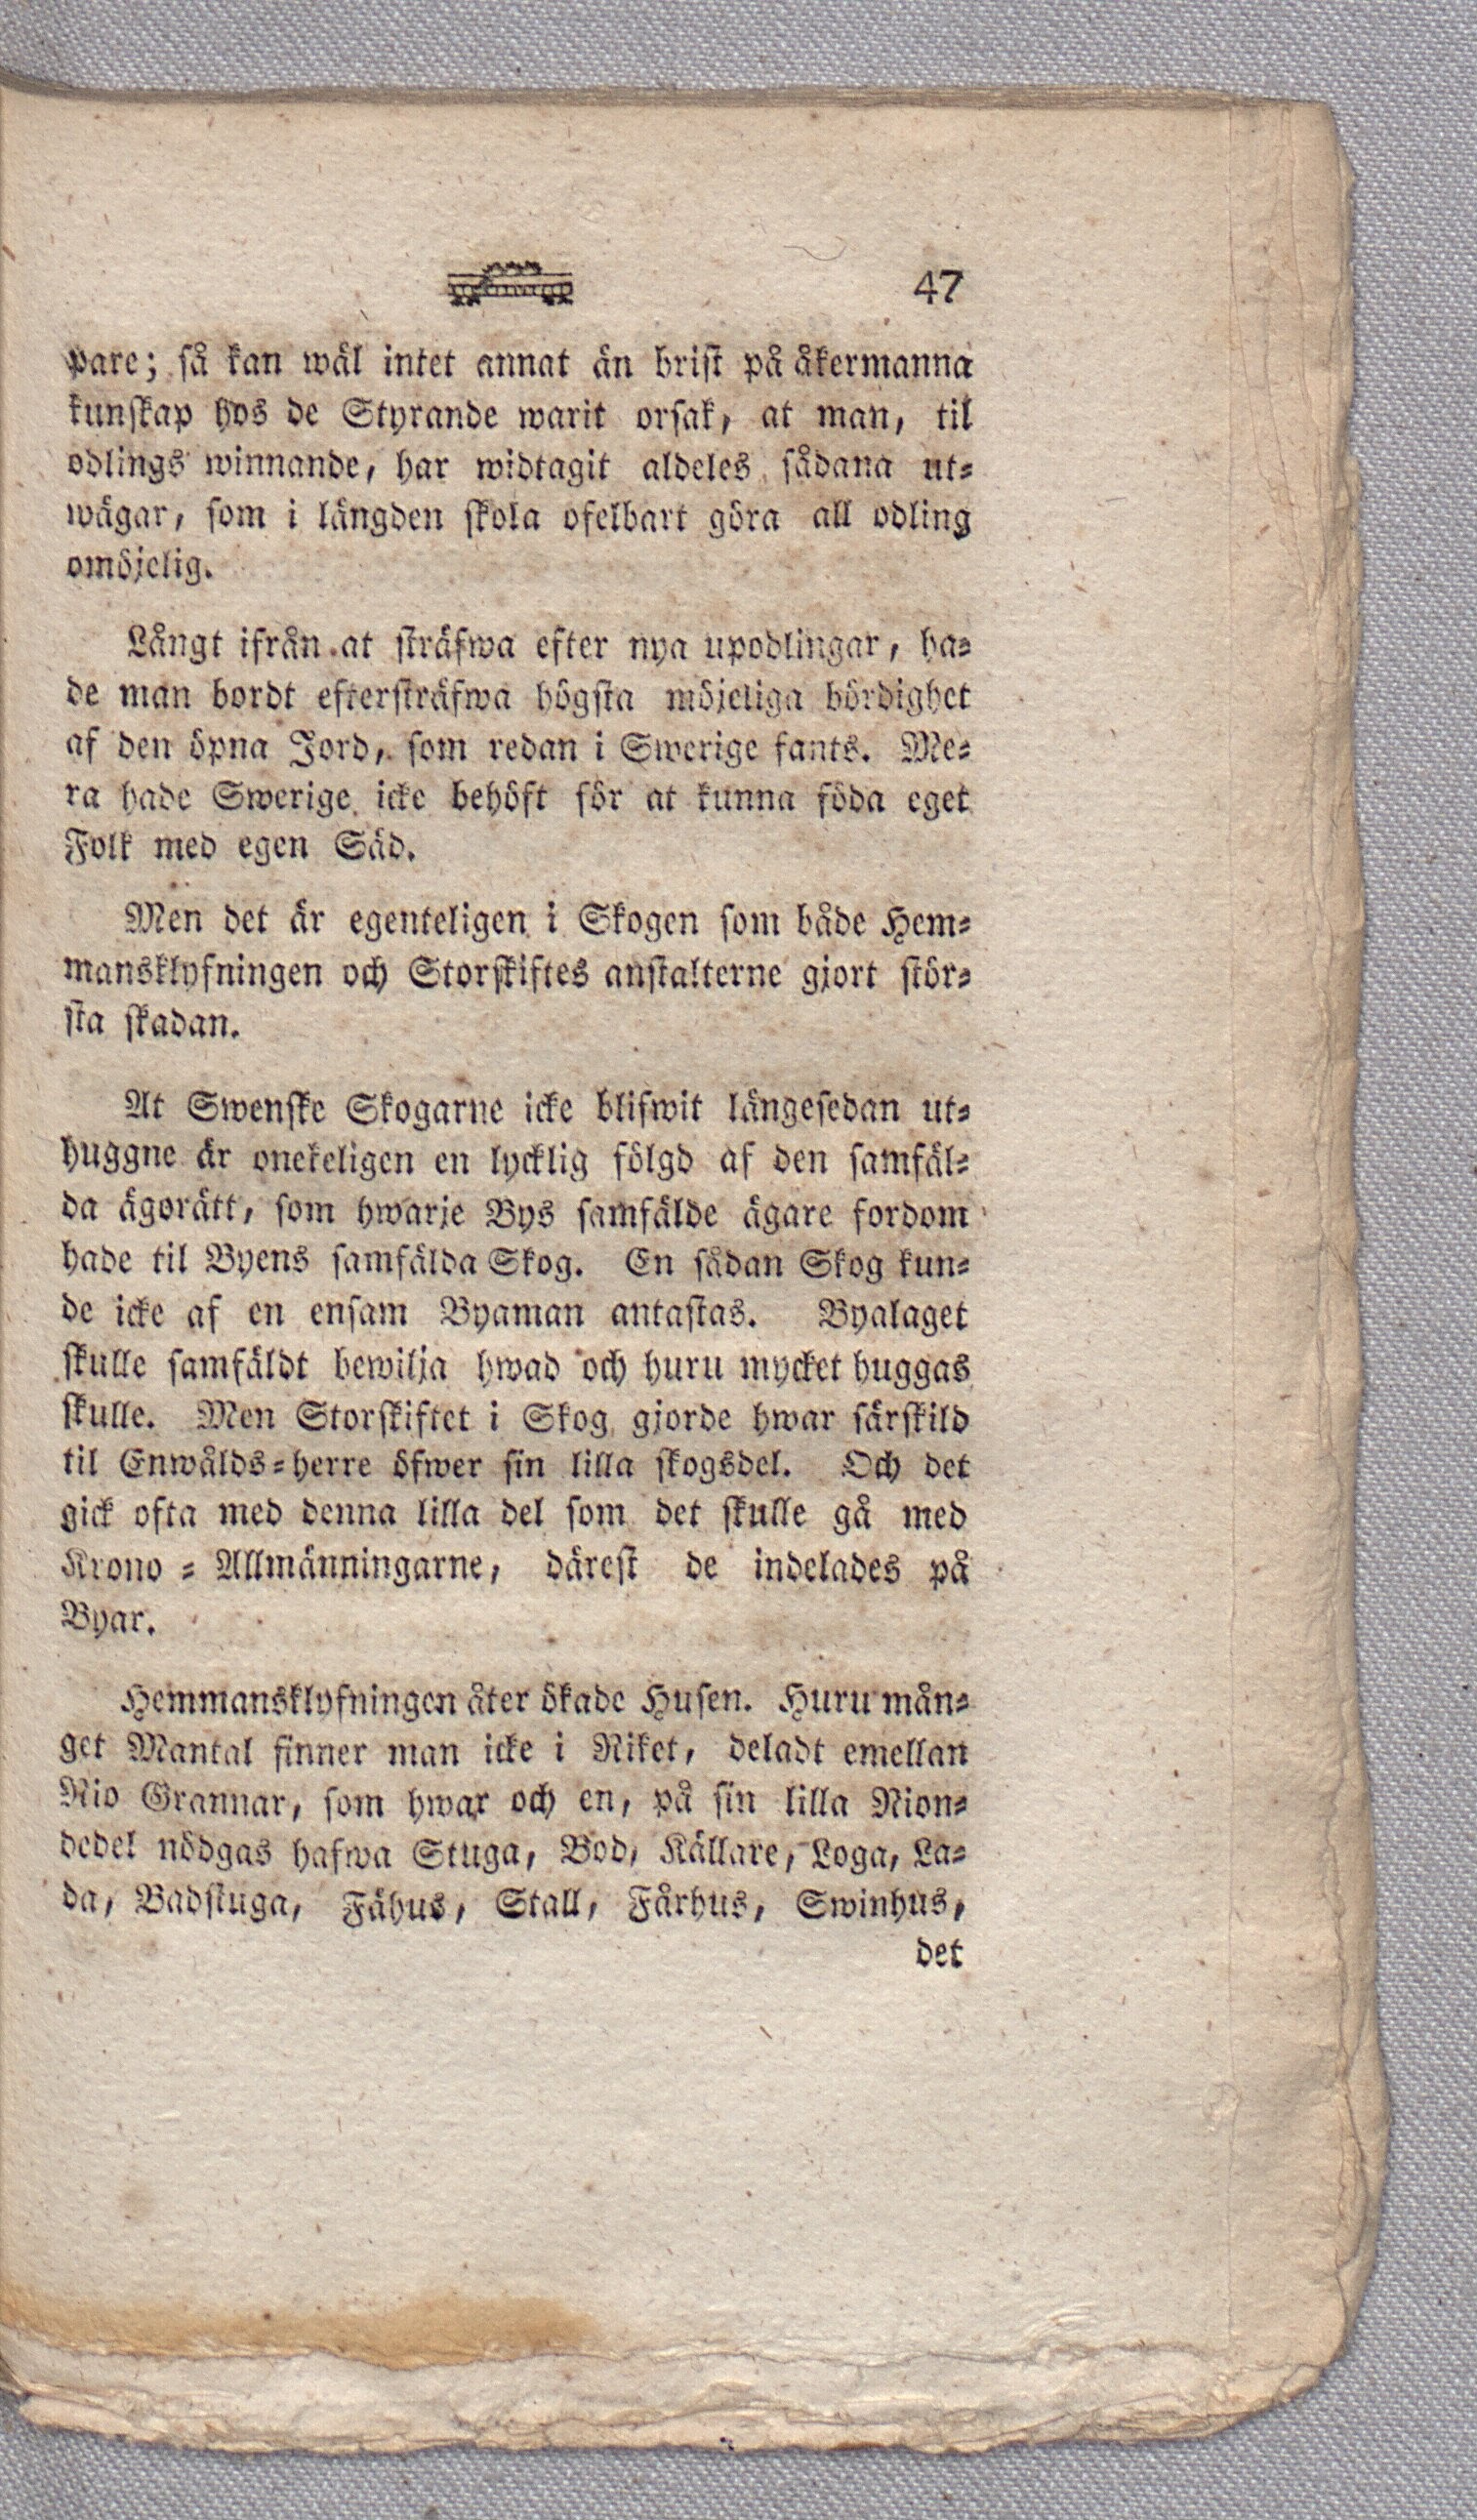 47
pare; så kan wäl intet annat än brist på åkermanna
kunskap hos de Styrande warit orsak, at man, til
odlings winnande, har widtagit aldeles sådana ut=
wägar, som i längden skola ofelbart göra all odling
omöjelig.
Långt ifrån at sträfwa efter nya upodlingar, ha=
de man bordt eftersträfwa högsta möjeliga bördighet
af den öpna Jord, som redan i Swerige fants. Me=
ra hade Swerige icke behöft för at kunna föda eget
Folk med egen Säd.
Men det är egenteligen i Skogen som både Hem=
mansklyfningen och Storskiftes anstalterne gjort stör=
sta skadan.
At Swenske Skogarne icke blifwit längesedan ut=
huggne är onekeligen en lycklig fölgd af den samfäl=
da ägorätt, som hwarje Bys samfälde ägare fordom
hade til Byens samfälda Skog. En sådan Skog kun=
de icke af en ensam Byaman antastas. Byalaget
skulle samfäldt bewilja hwad och huru mycket huggas
skulle. Men Storskiftet i Skog gjorde hwar särskild
til Enwålds=herre öfwer sin lilla skogsdel. Och det
gick ofta med denna lilla del som det skulle gå med
Krono = Allmänningarne, därest de indelades på
Byar.
Hemmansklyfningen åter ökade Husen. Huru mån=
get Mantal finner man icke i Riket, deladt emellan
Nio Grannar, som hwar och en, på sin lilla Nion=
dedel nödgas hafwa Stuga, Bod, Källare, Loga, La=
da, Badstuga, Fähus, Stall, Fårhus, Swinhus,
det